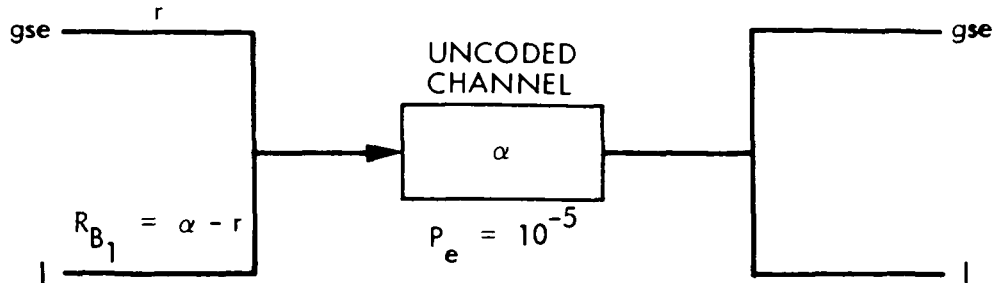 r
gse
gse
UNCODED
CHANNEL
α
R_B1 = α - r
P_e = 10^-5
I
I